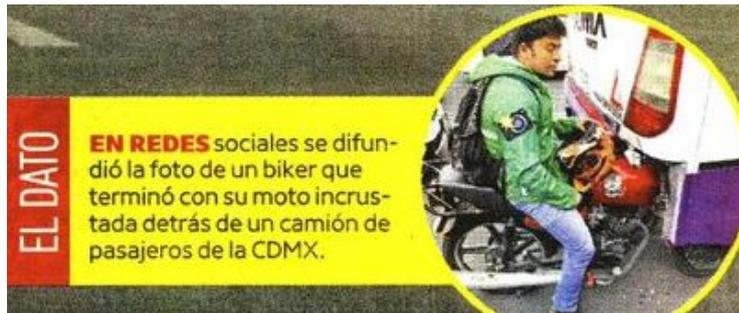 EL DATO
EN REDES sociales se difun-
dió la foto de un biker que
terminó con su moto incrus-
tada detrás de un camión de
pasajeros de la CDMX.